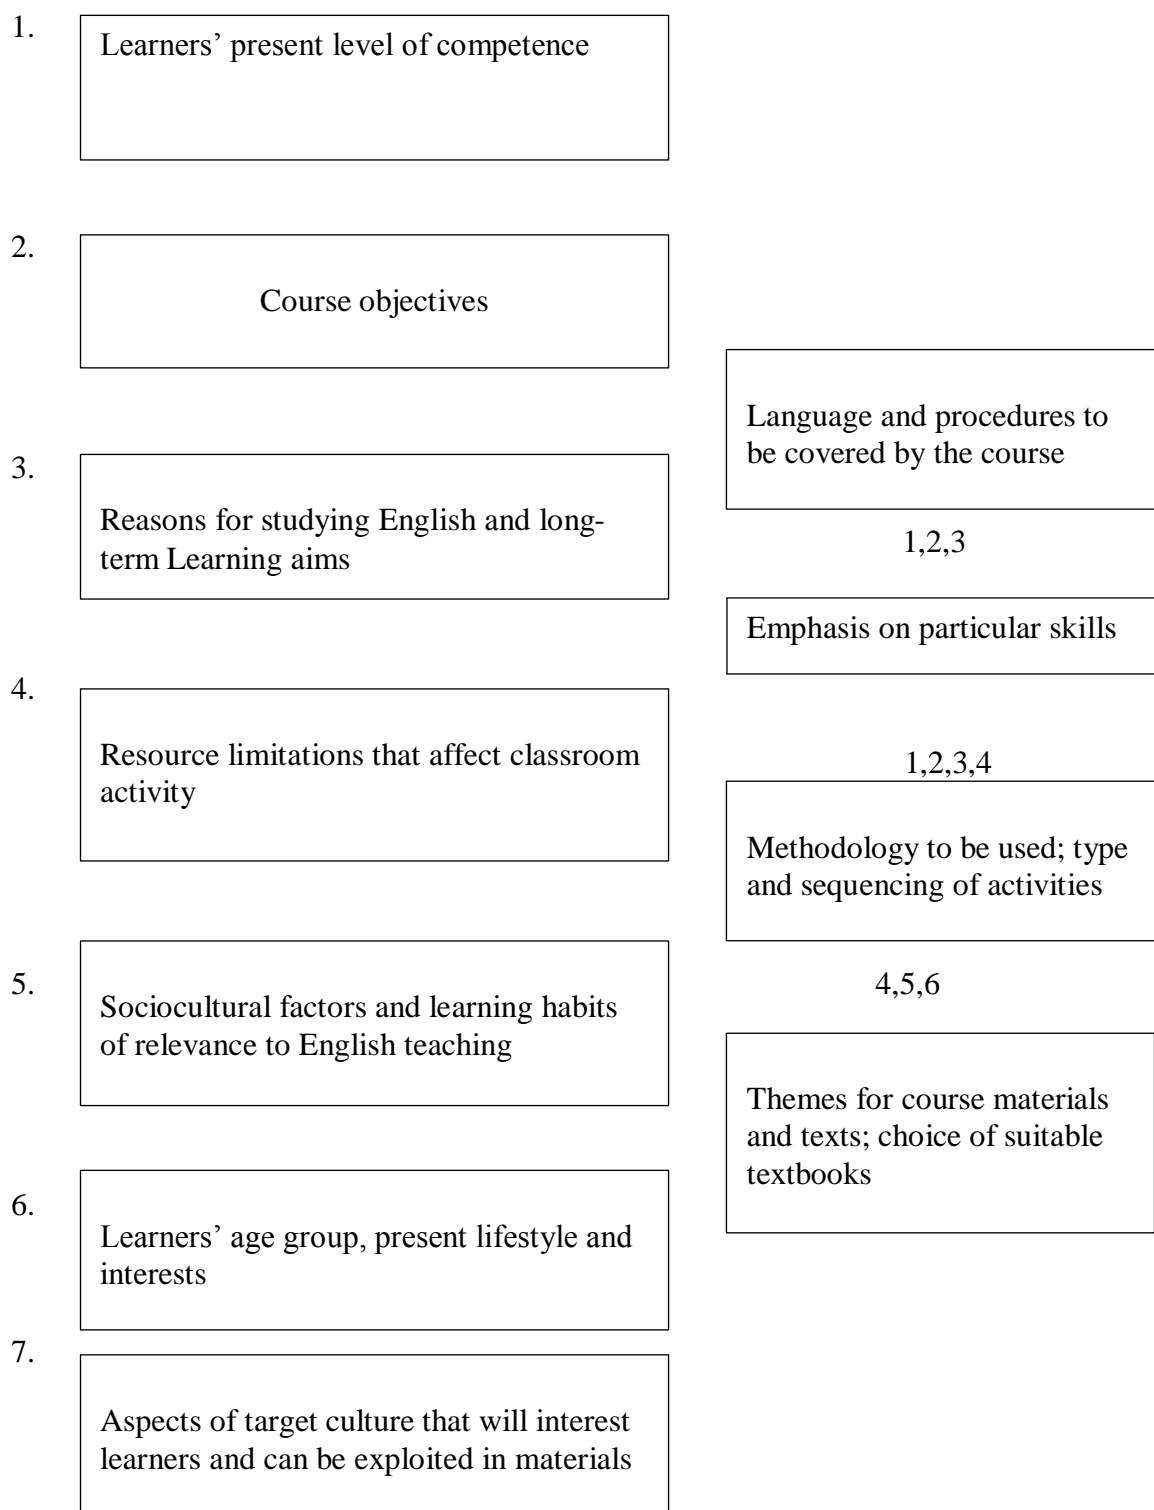 1.
Learners’ present level of competence
2.
Course objectives
3.
Reasons for studying English and long-
term Learning aims
4.
Resource limitations that affect classroom
activity
5.
Sociocultural factors and learning habits
of relevance to English teaching
6.
Learners’ age group, present lifestyle and
interests
7.
Aspects of target culture that will interest
learners and can be exploited in materials
Language and procedures to
be covered by the course
1,2,3
Emphasis on particular skills
1,2,3,4
Methodology to be used; type
and sequencing of activities
4,5,6
Themes for course materials
and texts; choice of suitable
textbooks